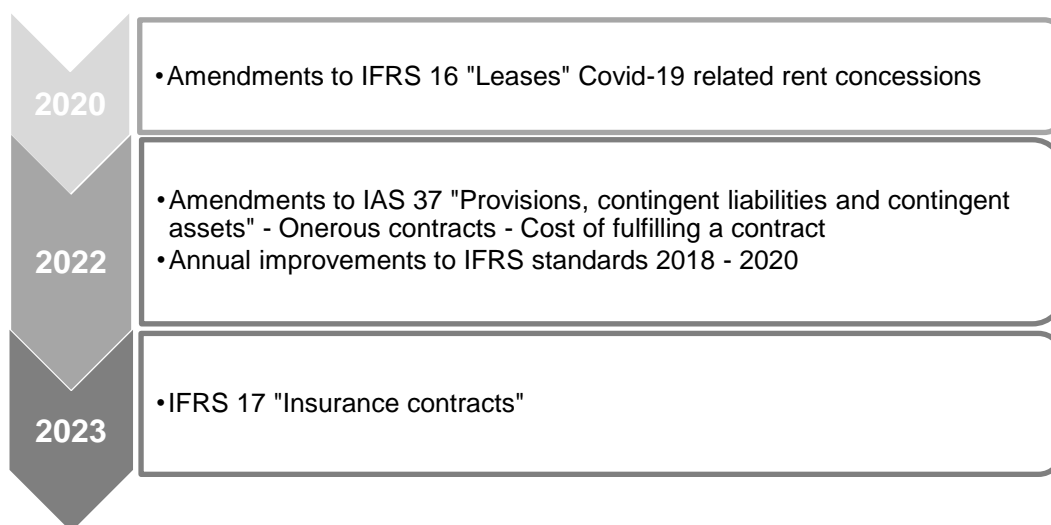 2020
•Amendments to IFRS 16 "Leases" Covid-19 related rent concessions
2022
•Amendments to IAS 37 "Provisions, contingent liabilities and contingent
assets" - Onerous contracts - Cost of fulfilling a contract
•Annual improvements to IFRS standards 2018 - 2020
2023
•IFRS 17 "Insurance contracts"